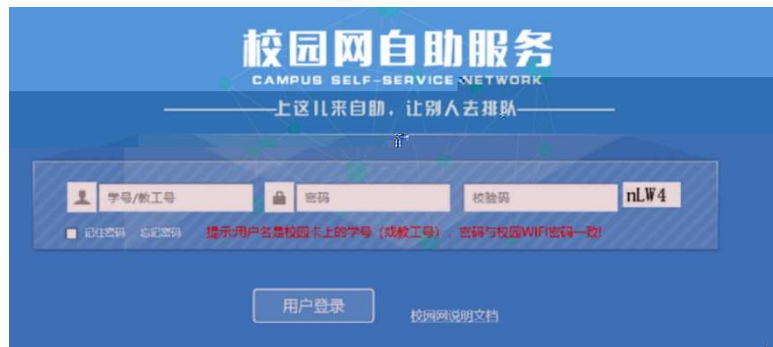 校园网自助服务
CAMPUS SELF-SERVICE NETWORK
上这儿来自助，让别人去排队
学号/教工号 密码 校验码 nLW4
记住密码 忘记密码 提示:用户名是校园卡上的学号（或教工号）、密码与校园WIFI密码一致!
用户登录 校园网说明文档